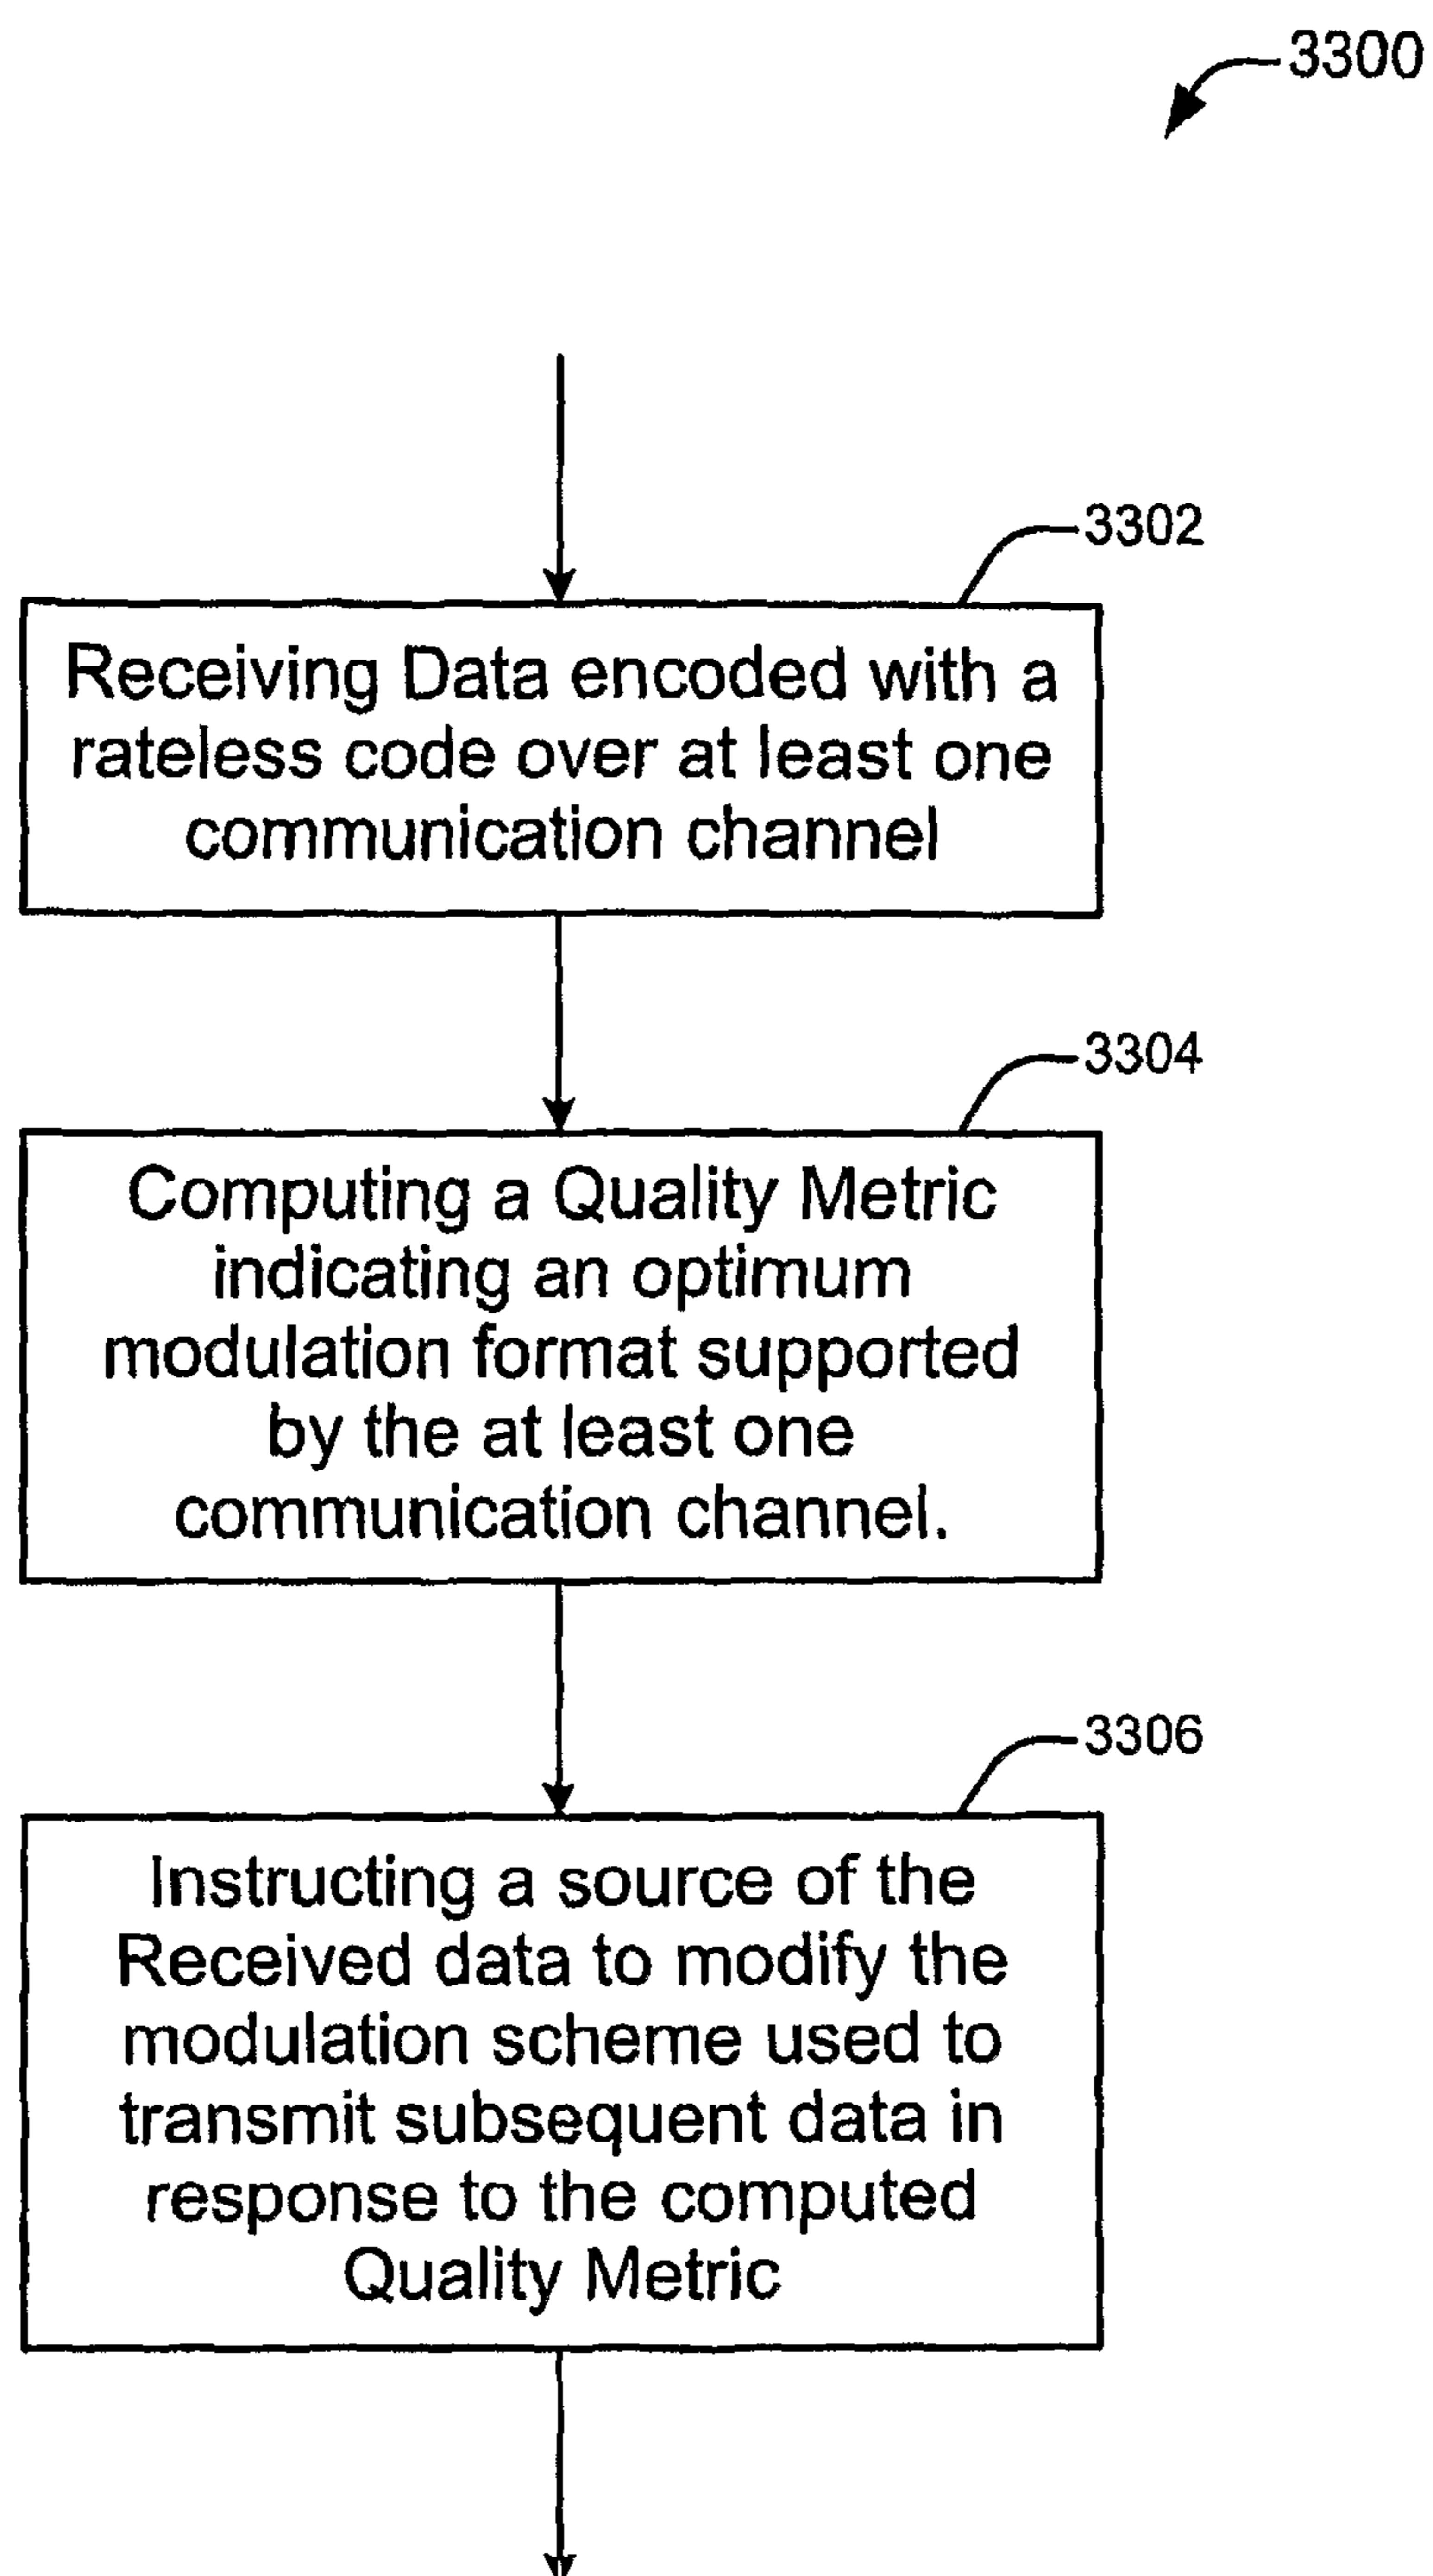 3300
3302
Receiving Data encoded with a
rateless code over at least one
communication channel
3304
Computing a Quality Metric
indicating an optimum
modulation format supported
by the at least one
communication channel.
3306
Instructing a source of the
Received data to modify the
modulation scheme used to
transmit subsequent data in
response to the computed
Quality Metric